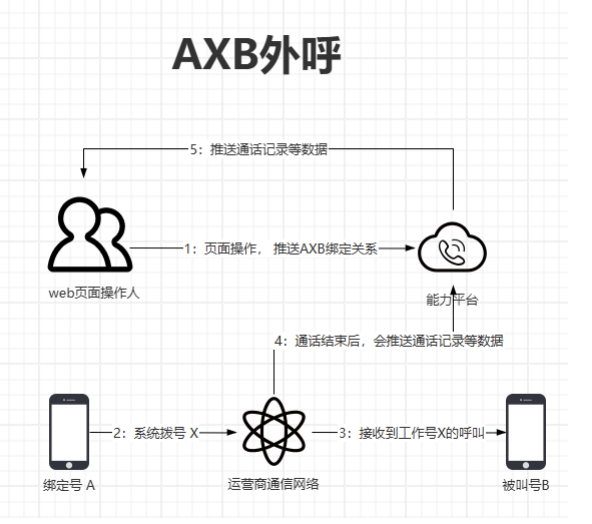 AXB外呼
5：推送通话记录等数据
1：页面操作， 推送AXB绑定关系
web页面操作人
能力平台
4：通话结束后，会推送通话记录等数据
2：系统拨号 X
3：接收到工作号X的呼叫
绑定号 A
运营商通信网络
被叫号B